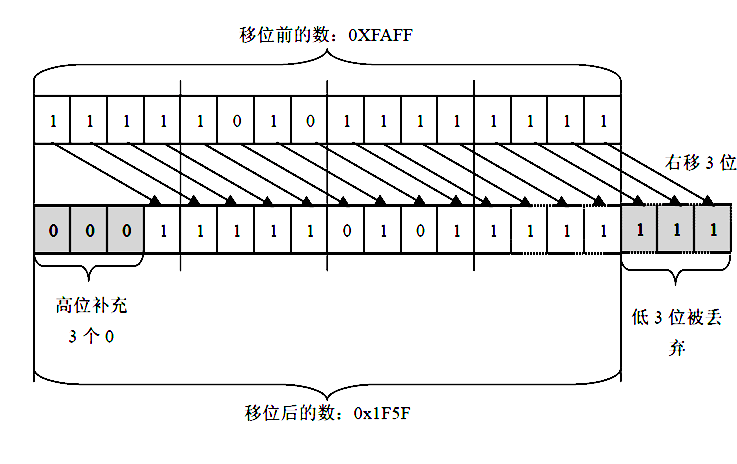 移位前的数：0XFAFF
1 1 1 1 1 0 1 0 1 1 1 1 1 1 1 1
右移 3 位
0 0 0 1 1 1 1 1 0 1 0 1 1 1 1 1 1 1 1
高位补充
3 个 0
低 3 位被丢
弃
移位后的数：0x1F5F